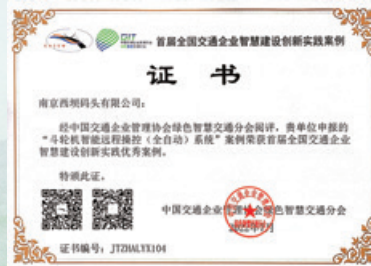 首届全国交通企业智慧建设创新实践案例
证 书
南京西坝码头有限公司：
经中国交通企业管理协会绿色智慧交通分会阅评，贵单位申报的
“斗轮机智能远程操控（全自动）系统”案例荣获首届全国交通企业
智慧建设创新实践优秀案例。
特颁此证。
中国交通企业管理协会绿色智慧交通分会
证书编号：JTZHALYX104